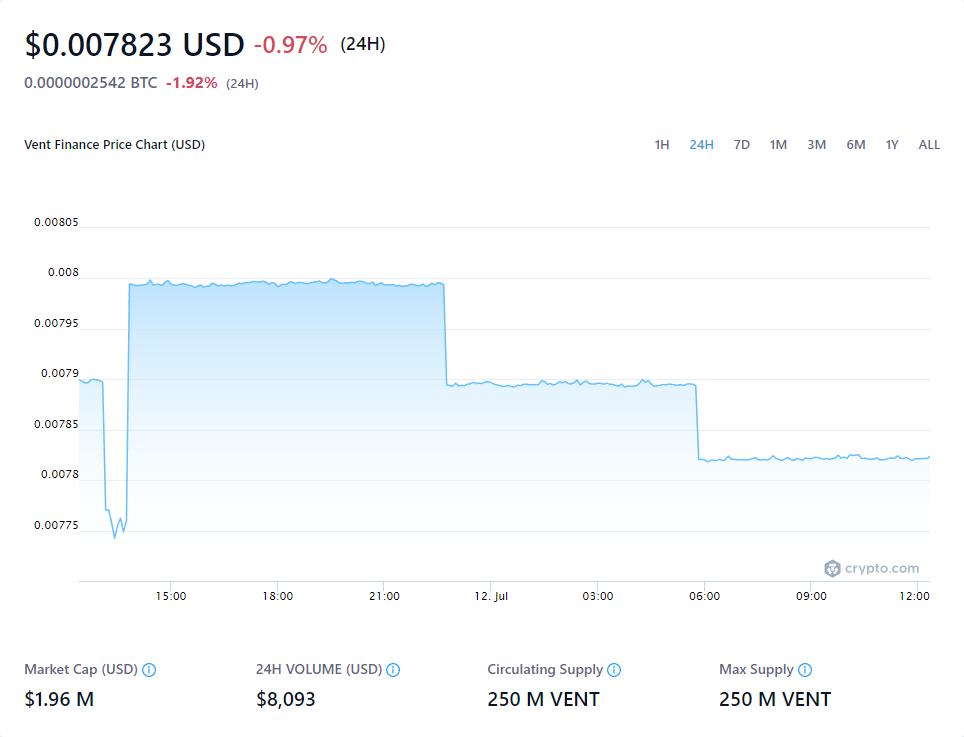 $0.007823 USD -0.97% (24H)
0.0000002542 BTC -1.92% (24H)
Vent Finance Price Chart (USD) 1H 24H 7D 1M 3M 6M 1Y ALL
0.00805
0.008
0.00795
0.0079
0.00785
0.0078
0.00775
crypto.com
15:00 18:00 21:00 12. Jul 03:00 06:00 09:00 12:00
Market Cap (USD) 24H VOLUME (USD) Circulating Supply Max Supply
$1.96 M $8,093 250 M VENT 250 M VENT